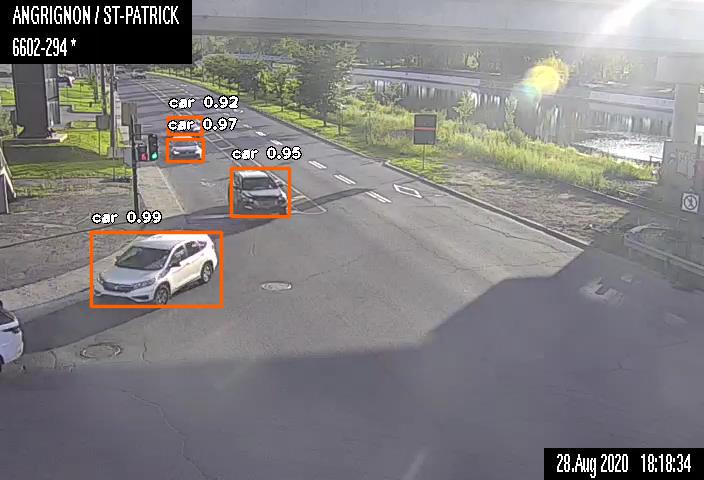 ANGRIGNON / ST-PATRICK
6602-294 *
car 0.92
car 0.97
car 0.95
car 0.99
28.Aug 2020 18:18:34